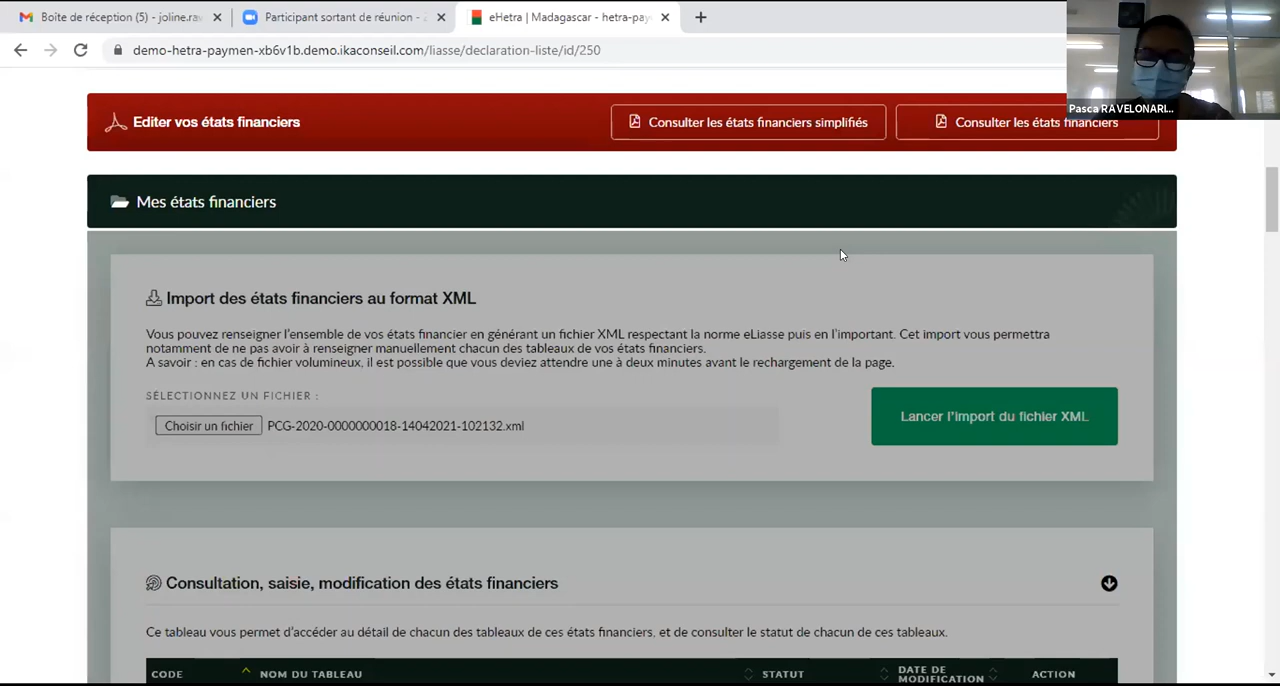 Boîte de réception (5) - joline.rav
Participant sortant de réunion - z
eHetra | Madagascar - hetra-pay
demo-hetra-paymen-xb6v1b.demo.ikaconseil.com/liasse/declaration-liste/id/250
Pasca RAVELONARI...
Editer vos états financiers
Consulter les états financiers simplifiés
Consulter les états financiers
Mes états financiers
Import des états financiers au format XML
Vous pouvez renseigner l'ensemble de vos états financier en générant un fichier XML respectant la norme eLiasse puis en l'important. Cet import vous permettra
notamment de ne pas avoir à renseigner manuellement chacun des tableaux de vos états financiers.
A savoir : en cas de fichier volumineux, il est possible que vous deviez attendre une à deux minutes avant le rechargement de la page.
SÉLECTIONNEZ UN FICHIER :
Choisir un fichier PCG-2020-0000000018-14042021-102132.xml
Lancer l'import du fichier XML
Consultation, saisie, modification des états financiers
Ce tableau vous permet d'accéder au détail de chacun des tableaux de ces états financiers, et de consulter le statut de chacun de ces tableaux.
CODE
NOM DU TABLEAU
STATUT
DATE DE
MODIFICATION
ACTION